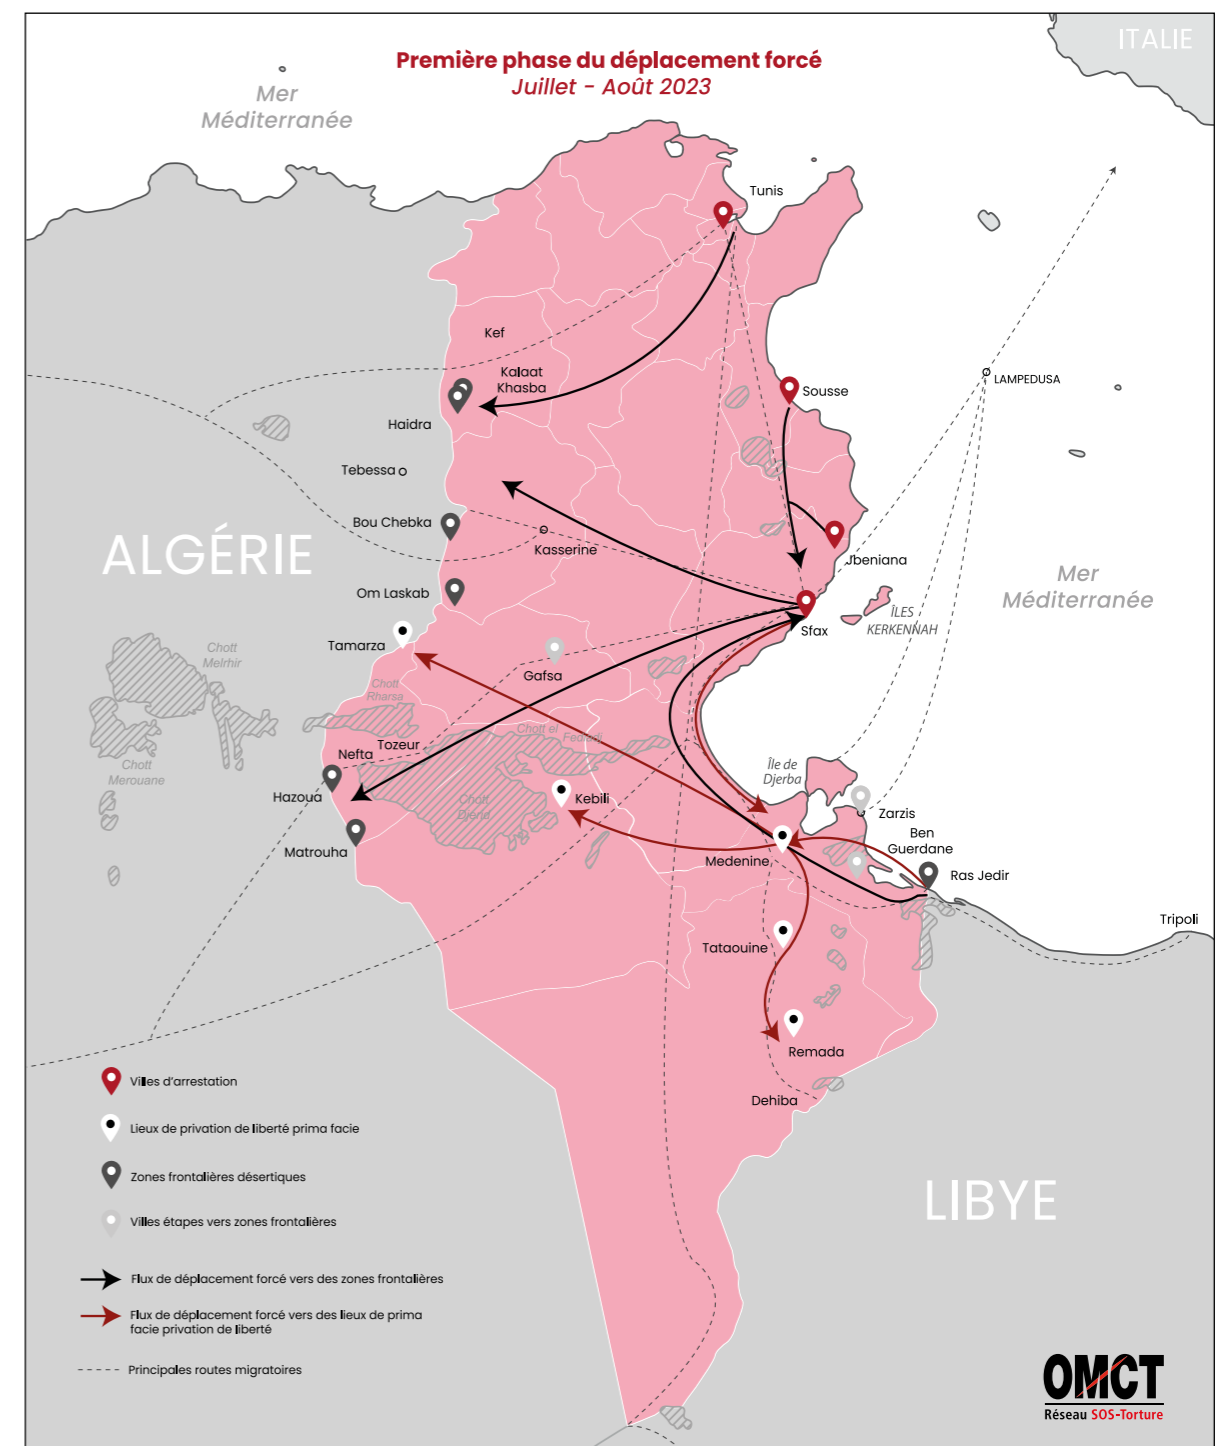 ITALIE
Première phase du déplacement forcé
Juillet - Août 2023
Mer
Méditerranée
Tunis
Kef
Kalaat
Khasba
LAMPEDUSA
Sousse
Haidra
Tebessa
Bou Chebka
Kasserine
ALGÉRIE
Jbeniana
Mer
Méditerranée
Om Laskab
ÎLES
KERKENNAH
Sfax
Tamarza
Chott
Melrhir
Gafsa
Chott
Rharsa
Chott el
Fedjadj
Tozeur
Nefta
Île de
Djerba
Chott
Merouane
Hazoua
Kebili
Chott
Djerid
Zarzis
Ben
Guerdane
Matrouha
Medenine
Ras Jedir
Tripoli
Tataouine
Remada
Dehiba
LIBYE
Villes d'arrestation
Lieux de privation de liberté prima facie
Zones frontalières désertiques
Villes étapes vers zones frontalières
Flux de déplacement forcé vers des zones frontalières
Flux de déplacement forcé vers des lieux de prima
facie privation de liberté
Principales routes migratoires
OMCT
Réseau SOS-Torture